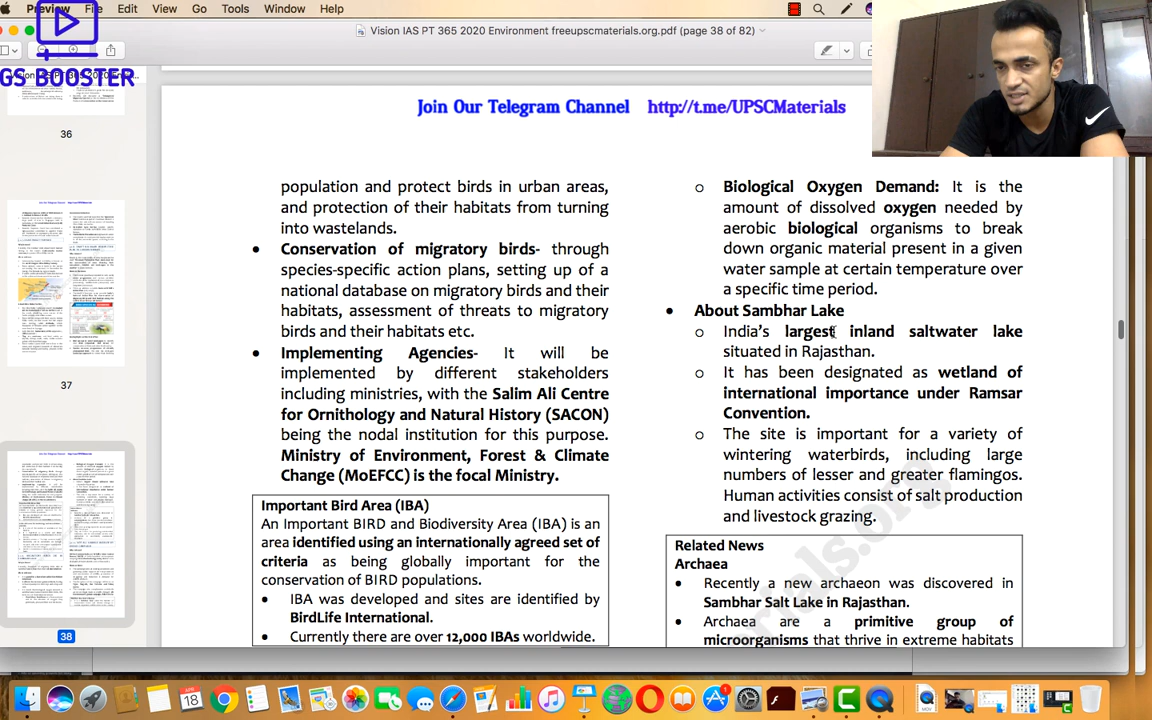 Preview File Edit View Go Tools Window Help
Vision IAS PT 365 2020 Environment freeupscmaterials.org.pdf (page 38 of 82)
GS BOOSTER
36
37
38
Join Our Telegram Channel http://t.me/UPSCMaterials
population and protect birds in urban areas,
and protection of their habitats from turning
into wastelands.
• Conservation of migratory birds- through
species-specific action plans, setting up of a
national database on migratory birds and their
habitats, assessment of threats to migratory
birds and their habitats etc.
• Implementing Agencies- It will be
implemented by different stakeholders
including ministries, with the Salim Ali Centre
for Ornithology and Natural History (SACON)
being the nodal institution for this purpose.
Ministry of Environment, Forest & Climate
Change (MoEFCC) is the focal Ministry.
Important Bird Area (IBA)
An Important BIRD and Biodiversity Area (IBA) is an
area identified using an internationally agreed set of
criteria as being globally important for the
conservation of BIRD populations.
• IBA was developed and sites are identified by
BirdLife International.
• Currently there are over 12,000 IBAs worldwide.
o Biological Oxygen Demand: It is the
amount of dissolved oxygen needed by
aerobic biological organisms to break
down organic material present in a given
water sample at certain temperature over
a specific time period.
• About Sambhar Lake
o India's largest inland saltwater lake
situated in Rajasthan.
o It has been designated as wetland of
international importance under Ramsar
Convention.
o The site is important for a variety of
wintering waterbirds, including large
numbers of lesser and greater flamingos.
Human activities consist of salt production
and livestock grazing.
Related News
Archaea
• Recently a new archaeon was discovered in
Sambhar Salt Lake in Rajasthan.
• Archaea are a primitive group of
microorganisms that thrive in extreme habitats
APR
18